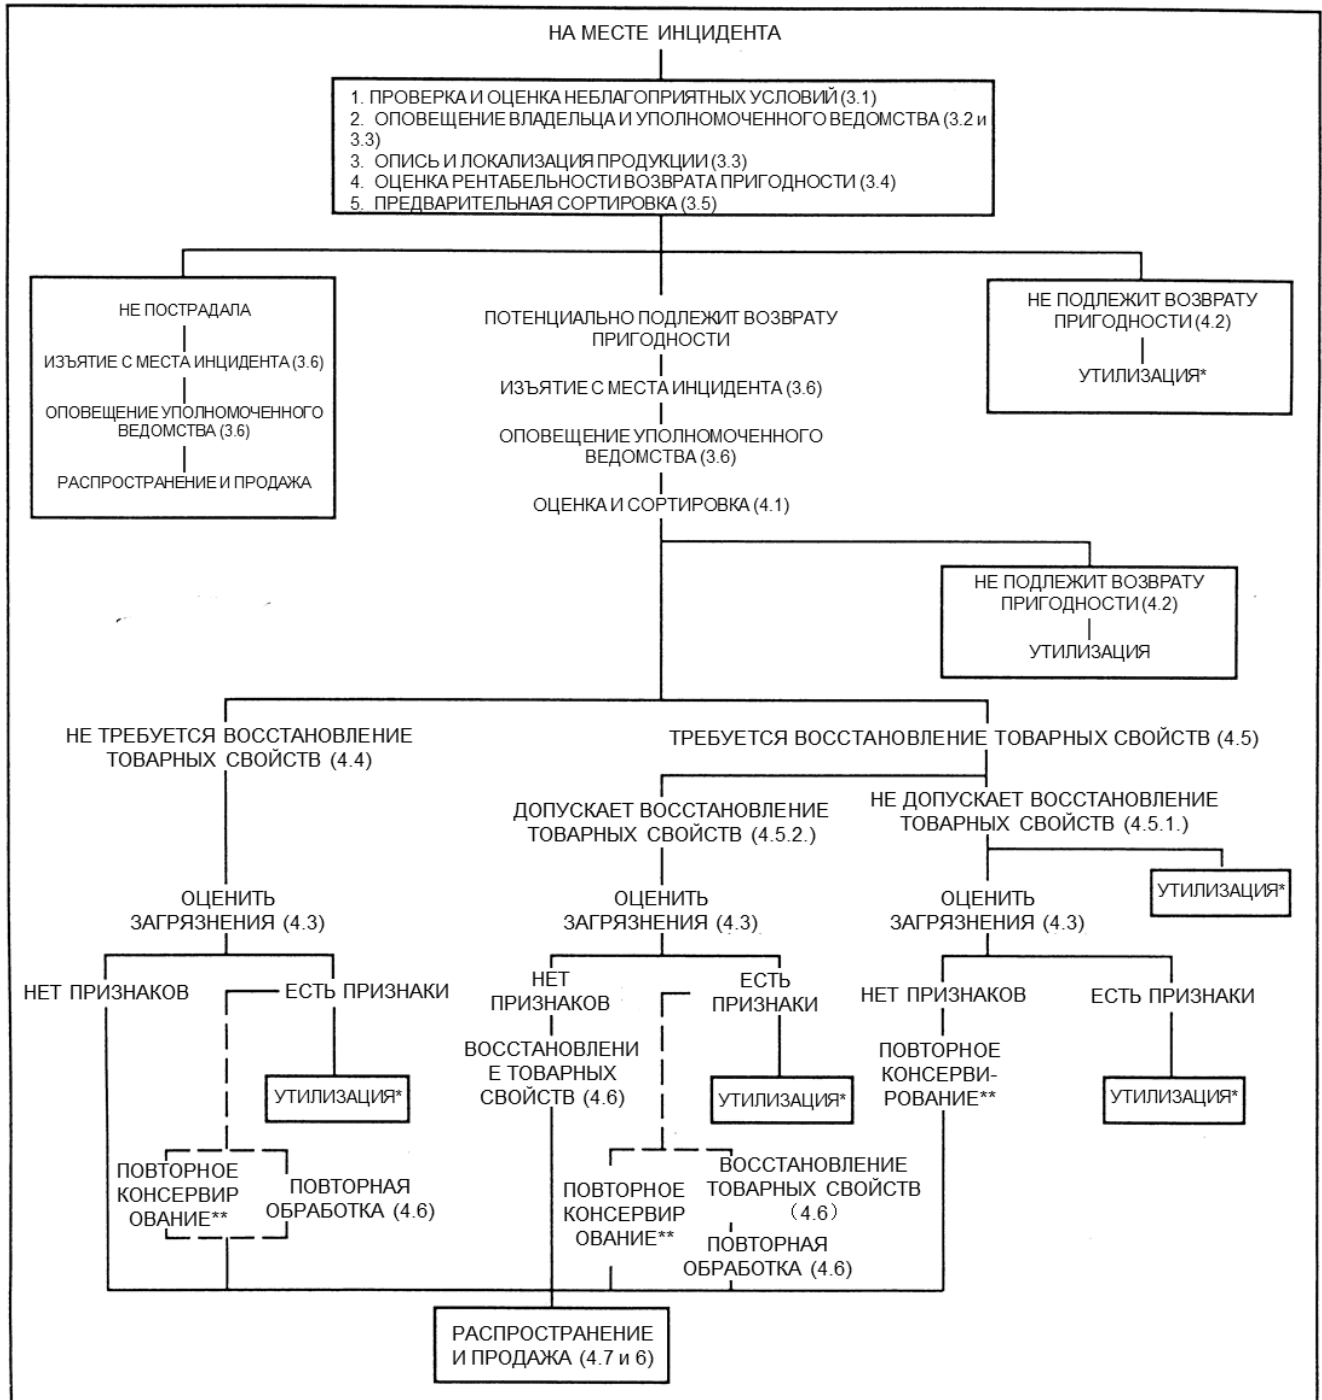 НА МЕСТЕ ИНЦИДЕНТА
1. ПРОВЕРКА И ОЦЕНКА НЕБЛАГОПРИЯТНЫХ УСЛОВИЙ (3.1)
2. ОПОВЕЩЕНИЕ ВЛАДЕЛЬЦА И УПОЛНОМОЧЕННОГО ВЕДОМСТВА (3.2 и
3.3)
3. ОПИСЬ И ЛОКАЛИЗАЦИЯ ПРОДУКЦИИ (3.3)
4. ОЦЕНКА РЕНТАБЕЛЬНОСТИ ВОЗВРАТА ПРИГОДНОСТИ (3.4)
5. ПРЕДВАРИТЕЛЬНАЯ СОРТИРОВКА (3.5)
НЕ ПОСТРАДАЛА
ИЗЪЯТИЕ С МЕСТА ИНЦИДЕНТА (3.6)
ОПОВЕЩЕНИЕ УПОЛНОМОЧЕННОГО
ВЕДОМСТВА (3.6)
РАСПРОСТРАНЕНИЕ И ПРОДАЖА
ПОТЕНЦИАЛЬНО ПОДЛЕЖИТ ВОЗВРАТУ
ПРИГОДНОСТИ
ИЗЪЯТИЕ С МЕСТА ИНЦИДЕНТА (3.6)
ОПОВЕЩЕНИЕ УПОЛНОМОЧЕННОГО
ВЕДОМСТВА (3.6)
ОЦЕНКА И СОРТИРОВКА (4.1)
НЕ ПОДЛЕЖИТ ВОЗВРАТУ
ПРИГОДНОСТИ (4.2)
УТИЛИЗАЦИЯ*
НЕ ПОДЛЕЖИТ ВОЗВРАТУ
ПРИГОДНОСТИ (4.2)
УТИЛИЗАЦИЯ
НЕ ТРЕБУЕТСЯ ВОССТАНОВЛЕНИЕ
ТОВАРНЫХ СВОЙСТВ (4.4)
ТРЕБУЕТСЯ ВОССТАНОВЛЕНИЕ ТОВАРНЫХ СВОЙСТВ (4.5)
ДОПУСКАЕТ ВОССТАНОВЛЕНИЕ
ТОВАРНЫХ СВОЙСТВ (4.5.2.)
НЕ ДОПУСКАЕТ ВОССТАНОВЛЕНИЕ
ТОВАРНЫХ СВОЙСТВ (4.5.1.)
УТИЛИЗАЦИЯ*
ОЦЕНИТЬ
ЗАГРЯЗНЕНИЯ (4.3)
ОЦЕНИТЬ
ЗАГРЯЗНЕНИЯ (4.3)
ОЦЕНИТЬ
ЗАГРЯЗНЕНИЯ (4.3)
НЕТ ПРИЗНАКОВ
ЕСТЬ ПРИЗНАКИ
НЕТ
ПРИЗНАКОВ
ЕСТЬ
ПРИЗНАКИ
НЕТ ПРИЗНАКОВ
ЕСТЬ ПРИЗНАКИ
УТИЛИЗАЦИЯ*
ВОССТАНОВЛЕНИ
Е ТОВАРНЫХ
СВОЙСТВ (4.6)
УТИЛИЗАЦИЯ*
ПОВТОРНОЕ
КОНСЕРВИ-
РОВАНИЕ**
УТИЛИЗАЦИЯ*
ПОВТОРНОЕ
КОНСЕРВИР
ОВАНИЕ**
ПОВТОРНАЯ
ОБРАБОТКА (4.6)
ПОВТОРНОЕ
КОНСЕРВИР
ОВАНИЕ**
ВОССТАНОВЛЕНИЕ
ТОВАРНЫХ СВОЙСТВ
(4.6)
ПОВТОРНАЯ
ОБРАБОТКА (4.6)
РАСПРОСТРАНЕНИЕ
И ПРОДАЖА (4.7 и 6)